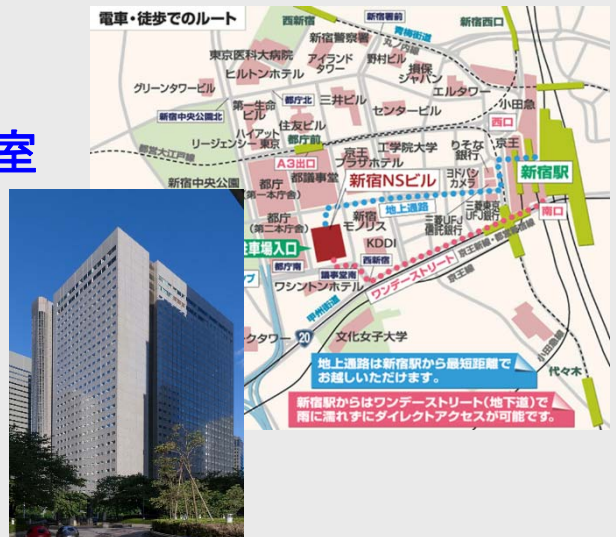 室
電車・徒歩でのルート
西新宿
新宿署前
新宿西口
青梅街道
丸ノ内線
新宿警察署
東京医科大病院
アイランド
タワー
野村ビル
損保
ジャパン
ヒルトンホテル
エルタワー
グリーンタワービル
小田急
新宿中央公園北
第一生命
ビル
都庁北
三井ビル
センタービル
西口
ハイアット
リージェンシー 東京
住友ビル
都庁前
都営大江戸線
A3出口
京王
プラザホテル
工学院大学
りそな
銀行
京王
新宿駅
新宿中央公園
都議事堂
都庁
(第一本庁舎)
新宿NSビル
ヨドバシ
カメラ
地上通路
三菱東京
UFJ銀行
南口
都庁
(第二本庁舎)
新宿
モノリス
三菱UFJ
信託銀行
KDDI
駐車場入口
都庁南
議事堂南
西新宿
京王新線・都営新宿線
京王線
ワシントンホテル
ワンデーストリート
甲州街道
20
クタワー
文化女子大学
小田急線
代々木
地上通路は新宿駅から最短距離で
お越しいただけます。
新宿駅からはワンデーストリート(地下道)で
雨に濡れずにダイレクトアクセスが可能です。